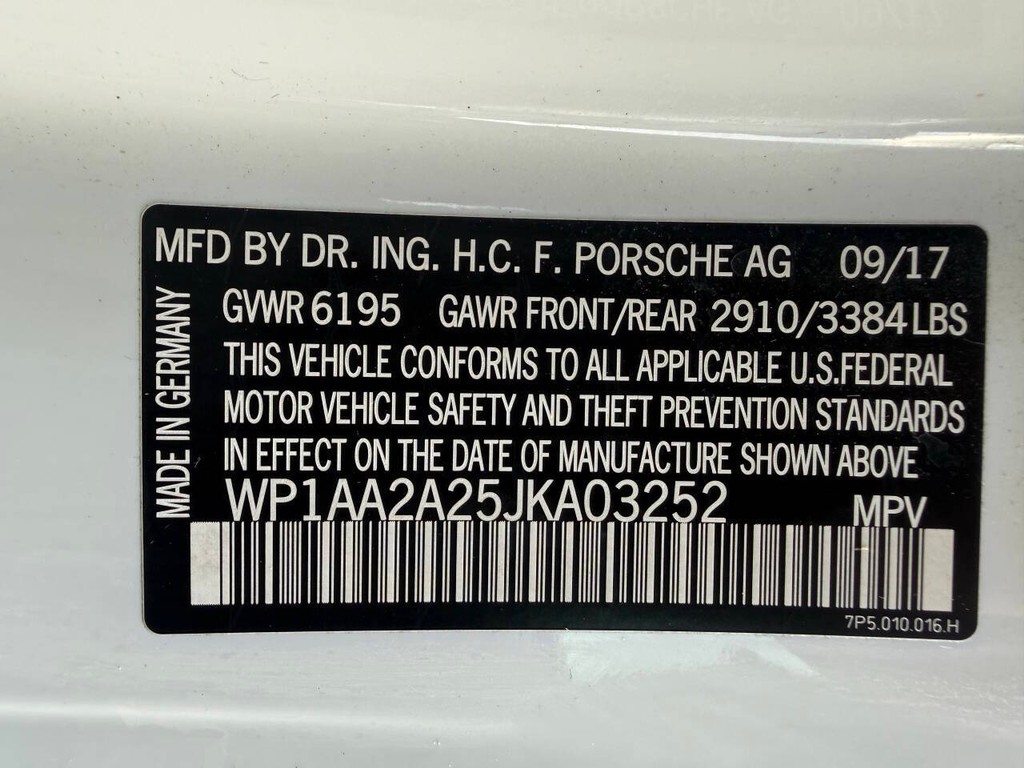 MFD BY DR. ING. H.C. F. PORSCHE AG 09/17
GVWR 6195 GAWR FRONT/REAR 2910/3384 LBS
THIS VEHICLE CONFORMS TO ALL APPLICABLE U.S.FEDERAL
MOTOR VEHICLE SAFETY AND THEFT PREVENTION STANDARDS
IN EFFECT ON THE DATE OF MANUFACTURE SHOWN ABOVE
WP1AA2A25JKA03252 MPV
7P5.010.016.H
MADE IN GERMANY